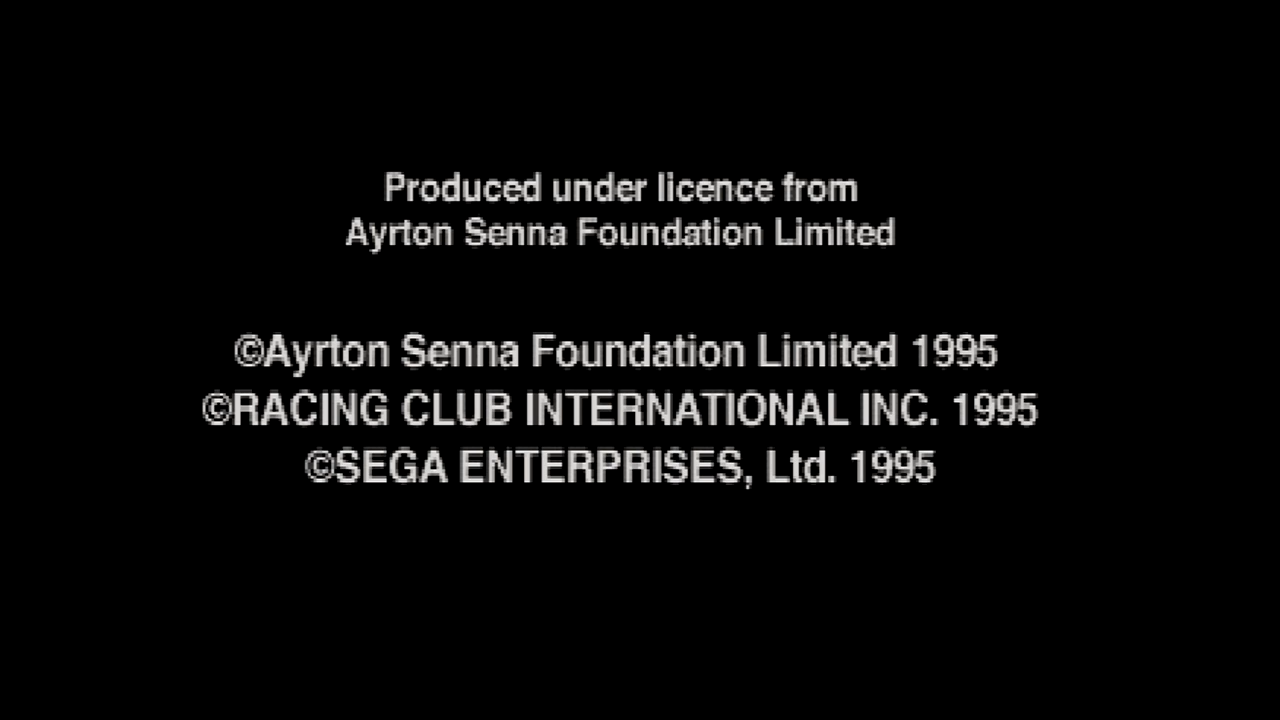 Produced under licence from
Ayrton Senna Foundation Limited
©Ayrton Senna Foundation Limited 1995
©RACING CLUB INTERNATIONAL INC. 1995
©SEGA ENTERPRISES, Ltd. 1995